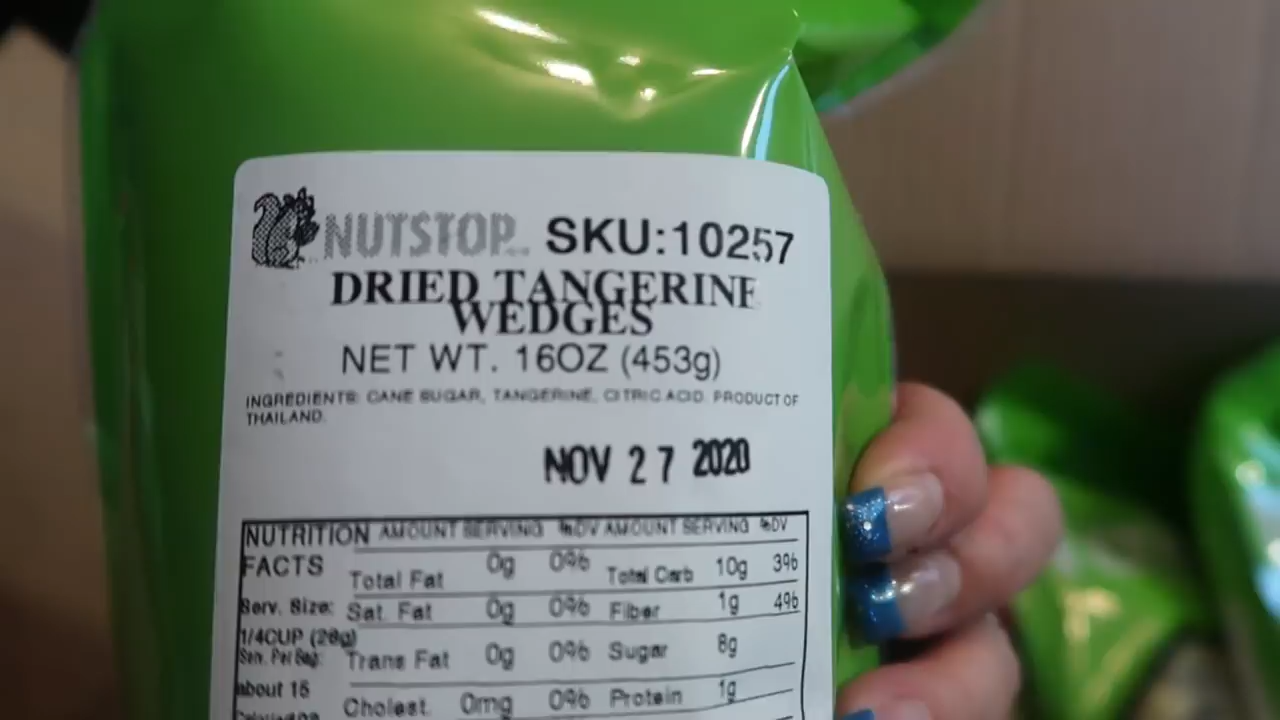 NUTSTOP SKU:10257
DRIED TANGERINE
WEDGES
NET WT. 16OZ (453g)
INGREDIENTS: CANE SUGAR, TANGERINE, CITRIC ACID. PRODUCT OF
THAILAND.
NOV 27 2020
NUTRITION AMOUNT SERVING %DV AMOUNT SERVING %DV
FACTS Total Fat 0g 0% Total Carb 10g 3%
Serv. Size: Sat. Fat 0g 0% Fiber 1g 4%
1/4CUP (28g)
Serv. Per Bag: Trans Fat 0g 0% Sugar 8g
about 16 Cholest. 0mg 0% Protein 1g